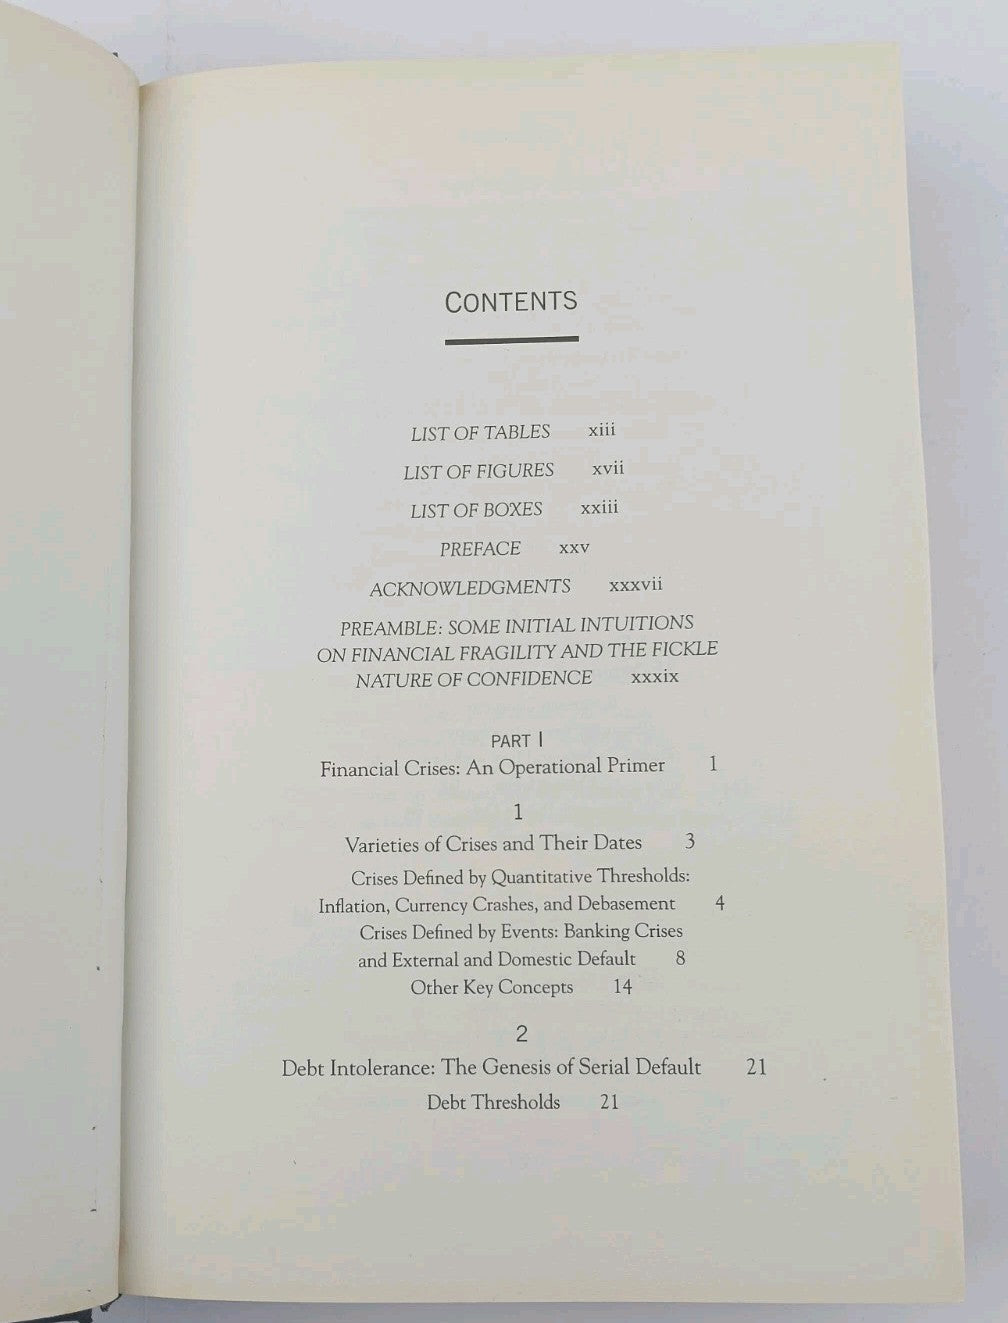 CONTENTS
LIST OF TABLES xiii
LIST OF FIGURES xvii
LIST OF BOXES xxiii
PREFACE xxv
ACKNOWLEDGMENTS xxxvii
PREAMBLE: SOME INITIAL INTUITIONS
ON FINANCIAL FRAGILITY AND THE FICKLE
NATURE OF CONFIDENCE xxxix
PART I
Financial Crises: An Operational Primer 1
1
Varieties of Crises and Their Dates 3
Crises Defined by Quantitative Thresholds:
Inflation, Currency Crashes, and Debasement 4
Crises Defined by Events: Banking Crises
and External and Domestic Default 8
Other Key Concepts 14
2
Debt Intolerance: The Genesis of Serial Default 21
Debt Thresholds 21